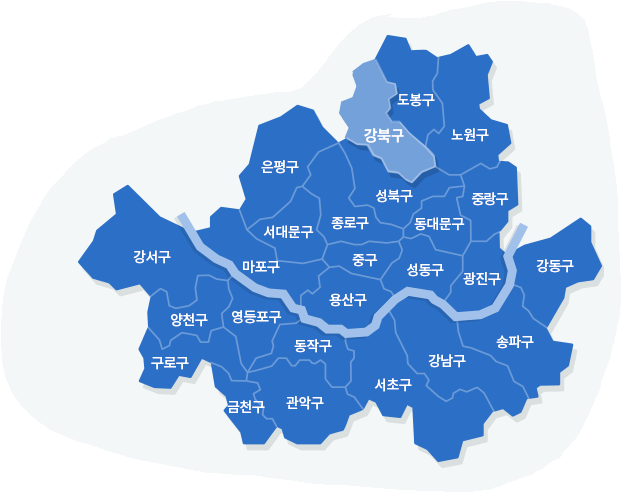 도봉구
강북구
노원구
은평구
성북구
중랑구
종로구
동대문구
서대문구
강서구
마포구
중구
성동구
강동구
광진구
용산구
양천구
영등포구
동작구
송파구
구로구
강남구
서초구
금천구
관악구